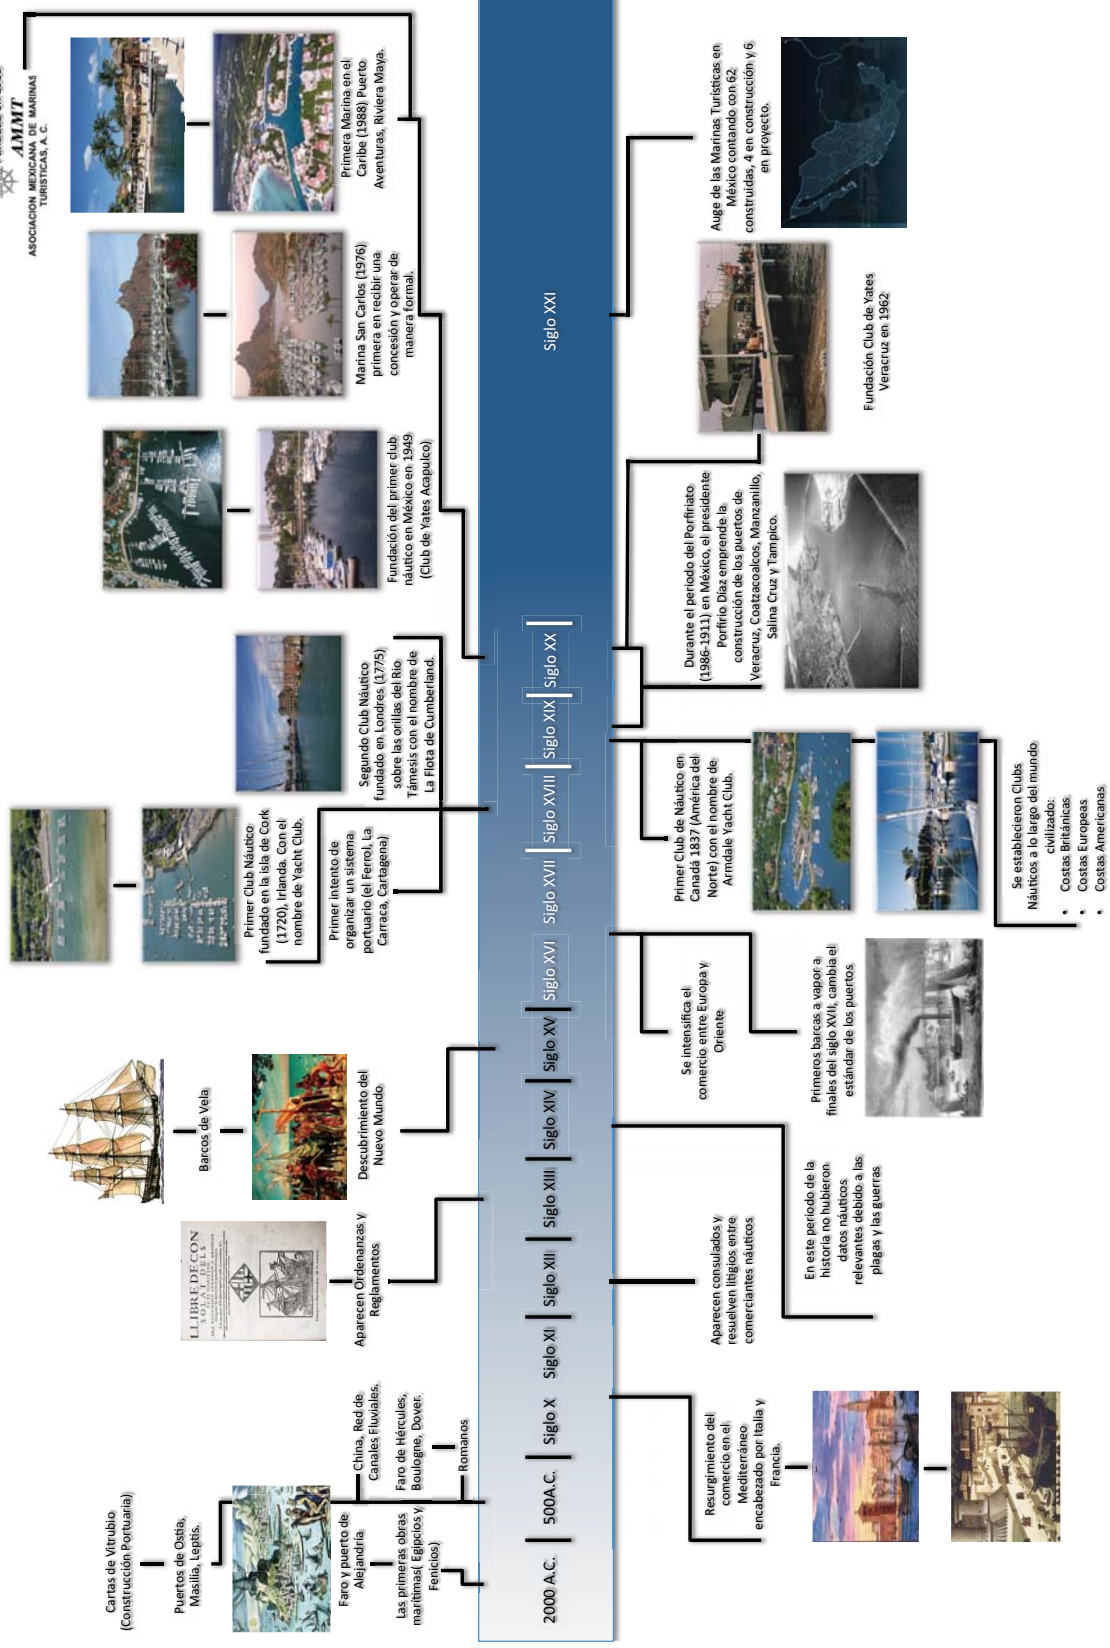 Cartas de Vitrubio
(Construcción Portuaria)
Puertos de Ostia,
Masilia, Leptis.
Faro y puerto de
Alejandría
Las primeras obras
marítimas( Egipcios y
Fenicios)
China, Red de
Canales Fluviales.
Faro de Hércules,
Boulogne, Dover.
Romanos
LLIBRE DE CON
SOLAT DELS
Aparecen Ordenanzas y
Reglamentos
Barcos de Vela
Descubrimiento del
Nuevo Mundo
Primer Club Náutico
fundado en la isla de Cork
(1720), Irlanda. Con el
nombre de Yacht Club.
Primer intento de
organizar un sistema
portuario (el Ferrol, La
Carraca, Cartagena)
Segundo Club Náutico
fundado en Londres (1775)
sobre las orillas del Río
Támesis con el nombre de
La Flota de Cumberland.
Fundación del primer club
náutico en México en 1949
(Club de Yates Acapulco)
Marina San Carlos (1976)
primera en recibir una
concesión y operar de
manera formal.
Primera Marina en el
Caribe (1988) Puerto
Aventuras, Riviera Maya.
AMMT
ASOCIACION MEXICANA DE MARINAS
TURISTICAS, A. C.
2000 A.C.
500A.C.
Siglo X
Siglo XI
Siglo XII
Siglo XIII
Siglo XIV
Siglo XV
Siglo XVI
Siglo XVII
Siglo XVIII
Siglo XIX
Siglo XX
Siglo XXI
Resurgimiento del
comercio en el
Mediterráneo
encabezado por Italia y
Francia.
Aparecen consulados y
resuelven litigios entre
comerciantes náuticos
En este periodo de la
historia no hubieron
datos náuticos
relevantes debido a las
plagas y las guerras
Se intensifica el
comercio entre Europa y
Oriente
Primeros barcas a vapor a
finales del siglo XVII, cambia el
estándar de los puertos
Primer Club de Náutico en
Canadá 1837 (América del
Norte) con el nombre de
Armdale Yacht Club.
Se establecieron Clubs
Náuticos a lo largo del mundo
civilizado:
• Costas Británicas
• Costas Europeas
• Costas Americanas
Durante el periodo del Porfiriato
(1986-1911) en México, el presidente
Porfirio Díaz emprende la
construcción de los puertos de
Veracruz, Coatzacoalcos, Manzanillo,
Salina Cruz y Tampico.
Fundación Club de Yates
Veracruz en 1962
Auge de las Marinas Turísticas en
México contando con 62
construidas, 4 en construcción y 6
en proyecto.